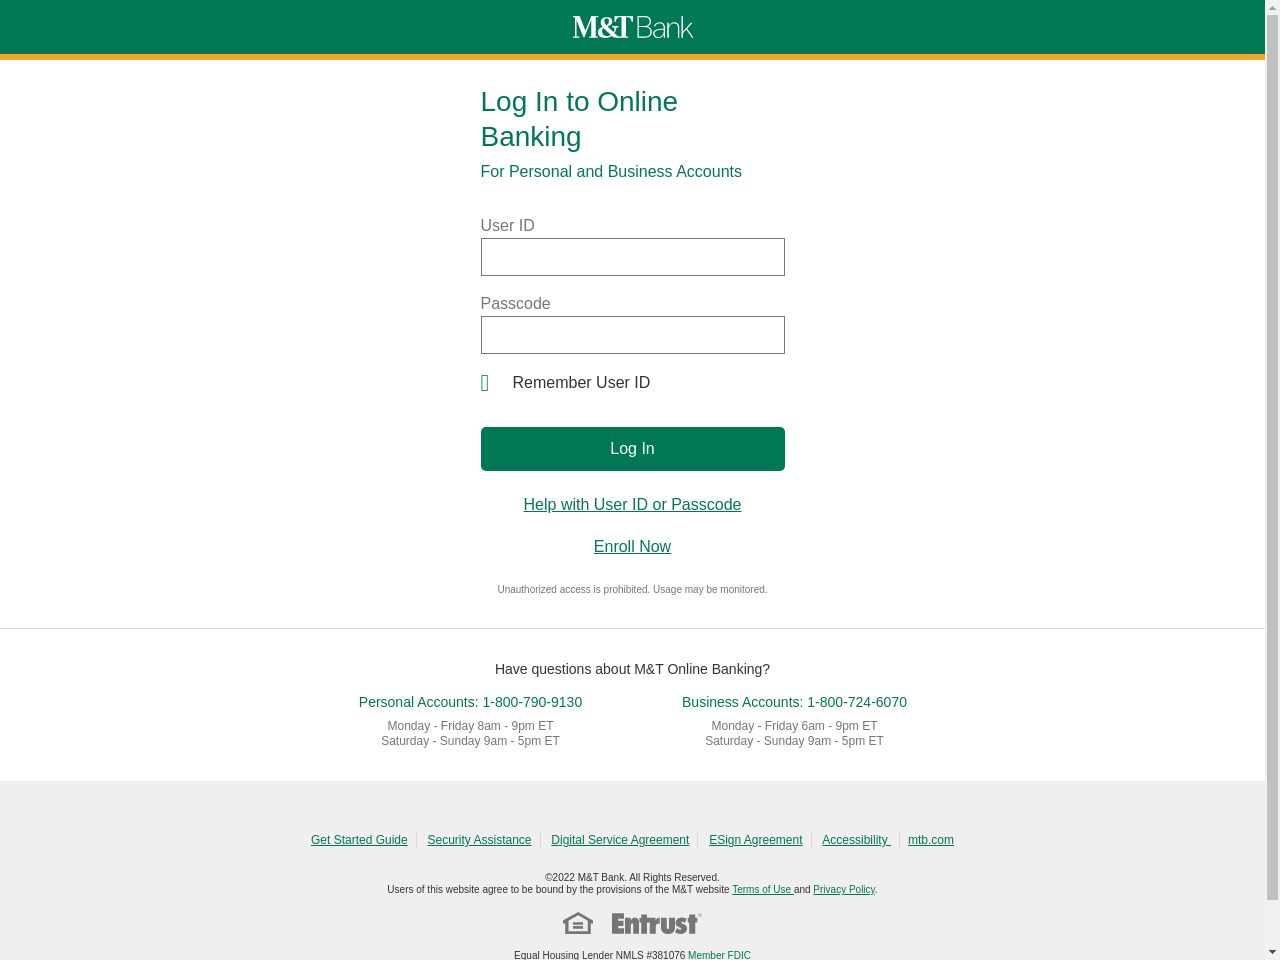 M&T Bank
Log In to Online
Banking
For Personal and Business Accounts
User ID
Passcode
Remember User ID
Log In
Help with User ID or Passcode
Enroll Now
Unauthorized access is prohibited. Usage may be monitored.
Have questions about M&T Online Banking?
Personal Accounts: 1-800-790-9130
Monday - Friday 8am - 9pm ET
Saturday - Sunday 9am - 5pm ET
Business Accounts: 1-800-724-6070
Monday - Friday 6am - 9pm ET
Saturday - Sunday 9am - 5pm ET
Get Started Guide Security Assistance Digital Service Agreement ESign Agreement Accessibility mtb.com
©2022 M&T Bank. All Rights Reserved.
Users of this website agree to be bound by the provisions of the M&T website Terms of Use and Privacy Policy.
Entrust®
Equal Housing Lender NMLS #381076 Member FDIC